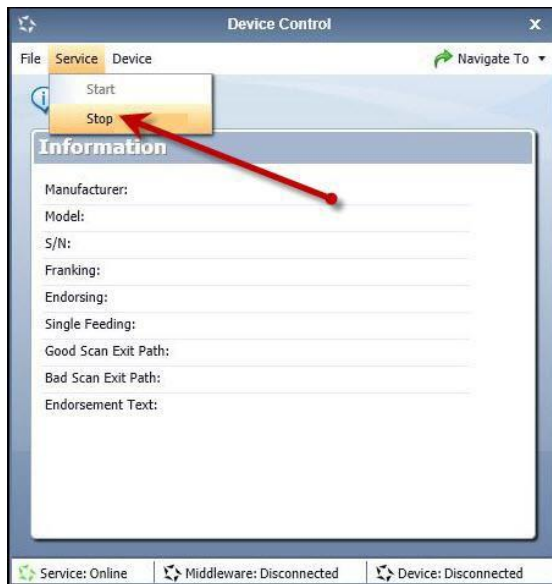 Device Control x
File Service Device Navigate To
Start
Stop
Information
Manufacturer:
Model:
S/N:
Franking:
Endorsing:
Single Feeding:
Good Scan Exit Path:
Bad Scan Exit Path:
Endorsement Text:
Service: Online Middleware: Disconnected Device: Disconnected